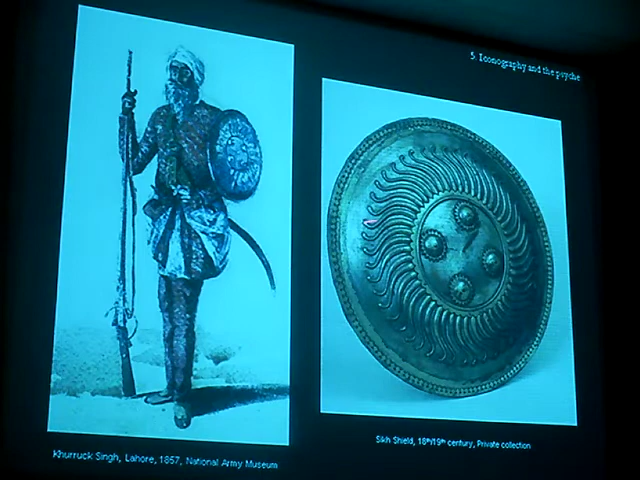 5. Iconography and the psyche
Khurruck Singh, Lahore, 1857, National Army Museum
Sikh Shield, 18th/19th century, Private collection